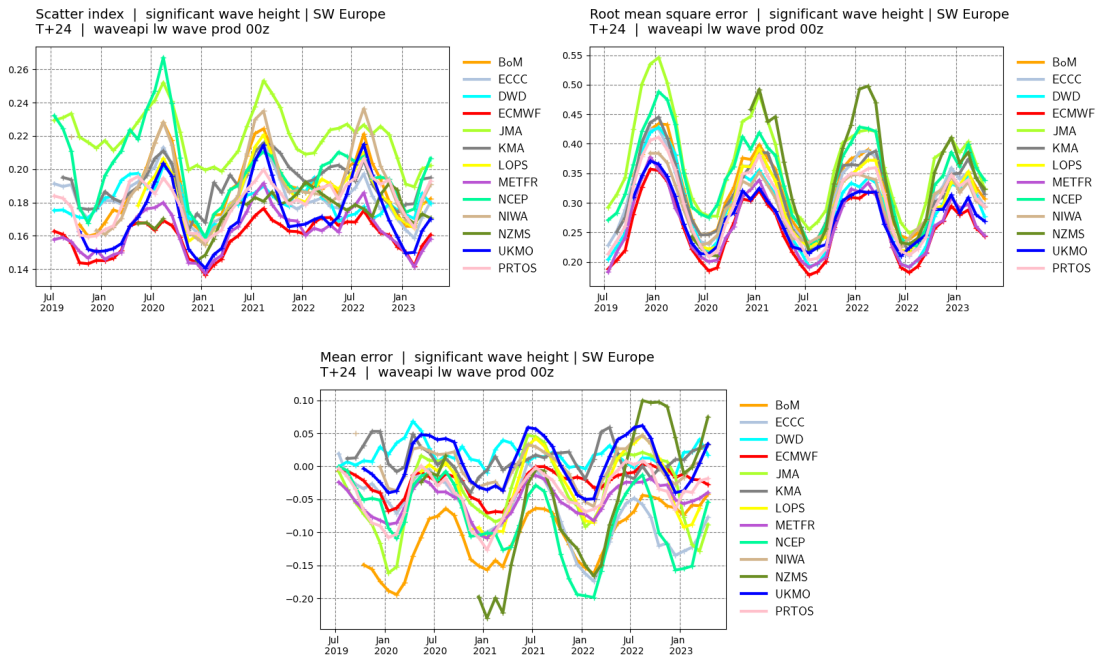 Scatter index | significant wave height | SW Europe
T+24 | waveapi lw wave prod 00z
0.26
0.24
0.22
0.20
0.18
0.16
0.14
Jul 2019
Jan 2020
Jul 2020
Jan 2021
Jul 2021
Jan 2022
Jul 2022
Jan 2023
BoM
ECCC
DWD
ECMWF
JMA
KMA
LOPS
METFR
NCEP
NIWA
NZMS
UKMO
PRTOS
Root mean square error | significant wave height | SW Europe
T+24 | waveapi lw wave prod 00z
0.55
0.50
0.45
0.40
0.35
0.30
0.25
0.20
Jul 2019
Jan 2020
Jul 2020
Jan 2021
Jul 2021
Jan 2022
Jul 2022
Jan 2023
BoM
ECCC
DWD
ECMWF
JMA
KMA
LOPS
METFR
NCEP
NIWA
NZMS
UKMO
PRTOS
Mean error | significant wave height | SW Europe
T+24 | waveapi lw wave prod 00z
0.10
0.05
0.00
−0.05
−0.10
−0.15
−0.20
Jul 2019
Jan 2020
Jul 2020
Jan 2021
Jul 2021
Jan 2022
Jul 2022
Jan 2023
BoM
ECCC
DWD
ECMWF
JMA
KMA
LOPS
METFR
NCEP
NIWA
NZMS
UKMO
PRTOS